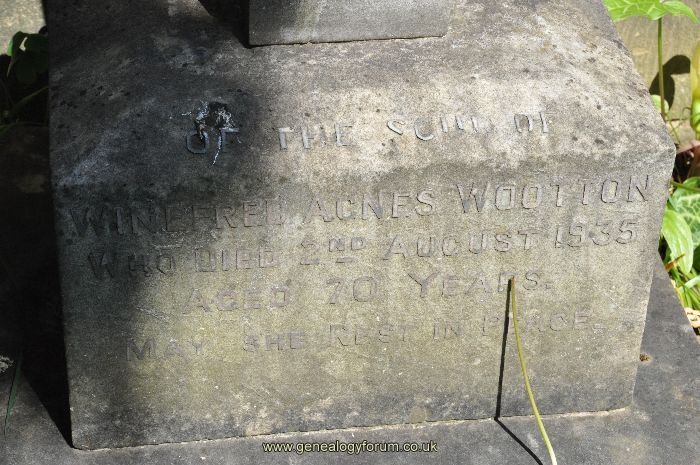 OF THE SOUL OF
WINEFRED AGNES WOOTTON
WHO DIED 2ND AUGUST 1935
AGED 70 YEARS.
MAY SHE REST IN PEACE.
www.genealogyforum.co.uk